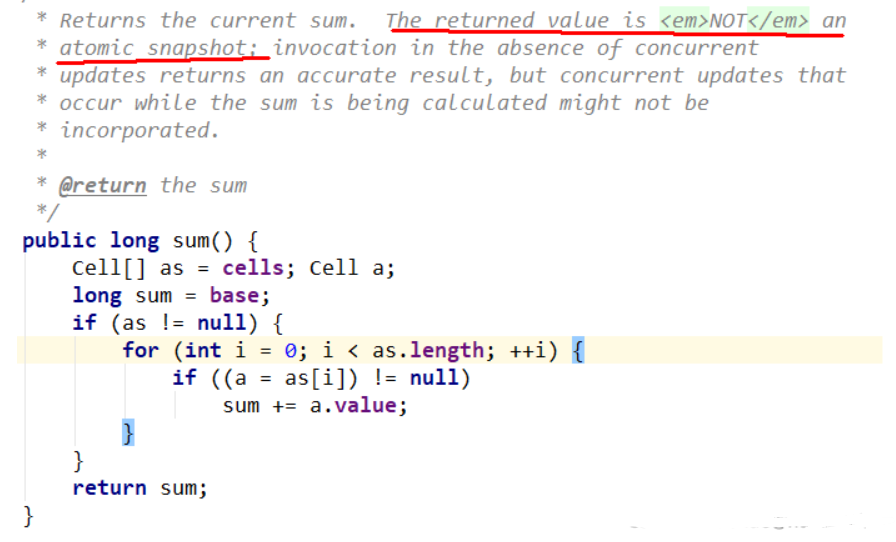 * Returns the current sum.  The returned value is <em>NOT</em> an
* atomic snapshot; invocation in the absence of concurrent
* updates returns an accurate result, but concurrent updates that
* occur while the sum is being calculated might not be
* incorporated.
*
* @return the sum
*/
public long sum() {
    Cell[] as = cells; Cell a;
    long sum = base;
    if (as != null) {
        for (int i = 0; i < as.length; ++i) {
            if ((a = as[i]) != null)
                sum += a.value;
        }
    }
    return sum;
}